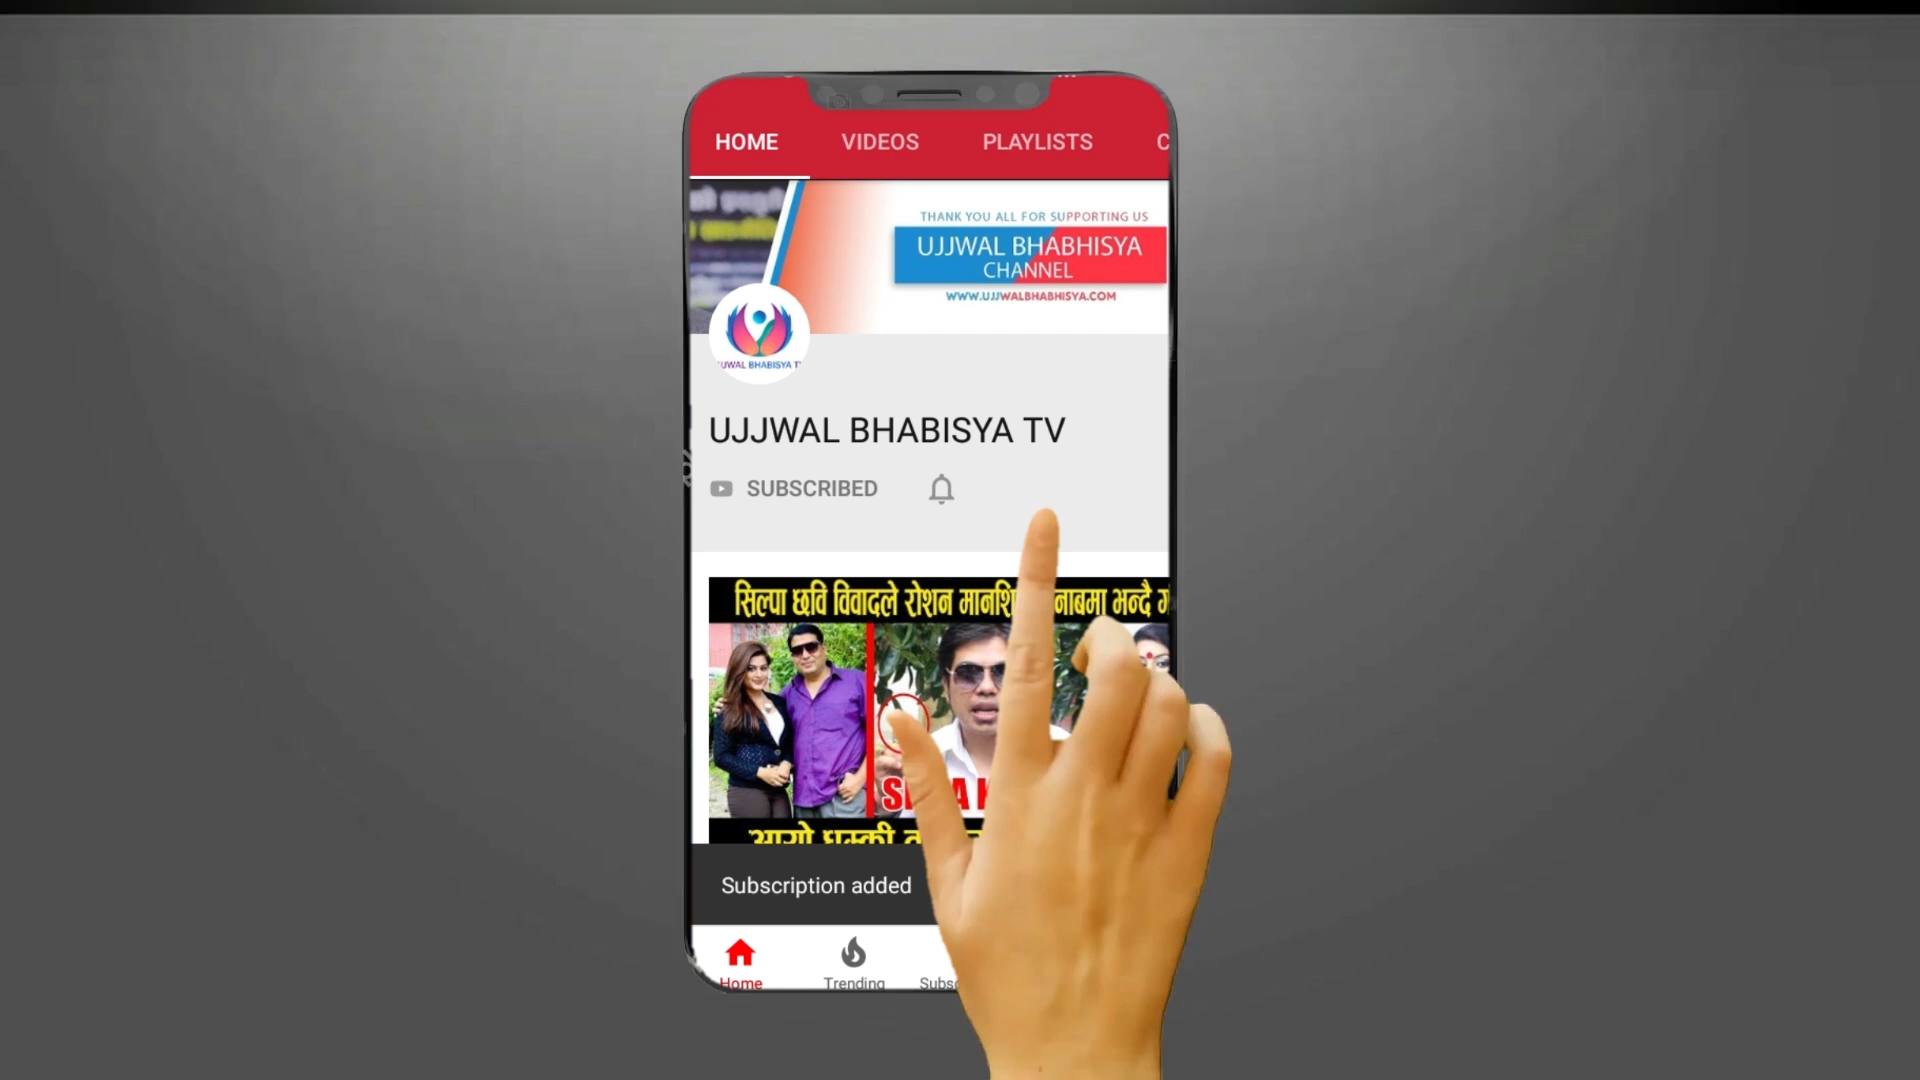 HOME VIDEOS PLAYLISTS C
THANK YOU ALL FOR SUPPORTING US
UJJWAL BHABHISYA
CHANNEL
WWW.UJJWALBHABHISYA.COM
UJJWAL BHABISYA TV
SUBSCRIBED
सिल्पा छवि विवादले रोशन भन्दै
Subscription added
Home Trending